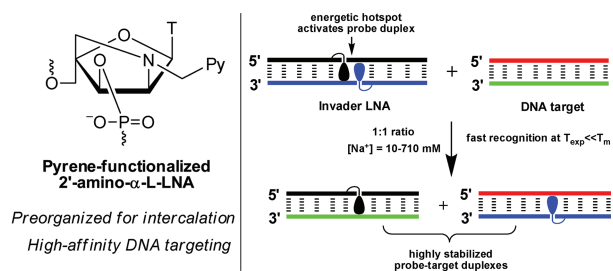 T
O
N
Py
O
O
⁻O-P=O
Pyrene-functionalized
2'-amino-α-L-LNA
Preorganized for intercalation
High-affinity DNA targeting
energetic hotspot
activates probe duplex
5'
3'
+
5'
3'
Invader LNA
DNA target
1:1 ratio
[Na⁺] = 10-710 mM
fast recognition at Texp<<Tm
5'
3'
+
5'
3'
highly stabilized
probe-target duplexes